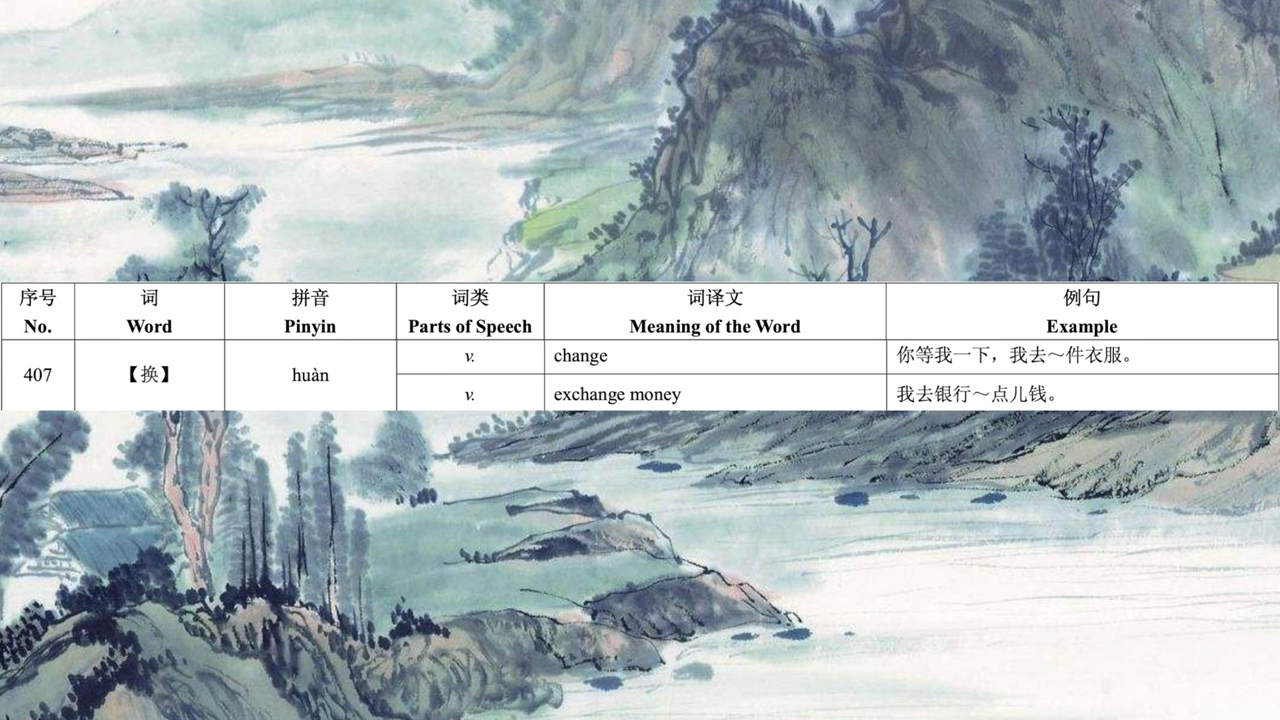 序号 词 拼音 词类 词译文 例句
No. Word Pinyin Parts of Speech Meaning of the Word Example
407 【换】 huàn v. change 你等我一下，我去～件衣服。
v. exchange money 我去银行～点儿钱。